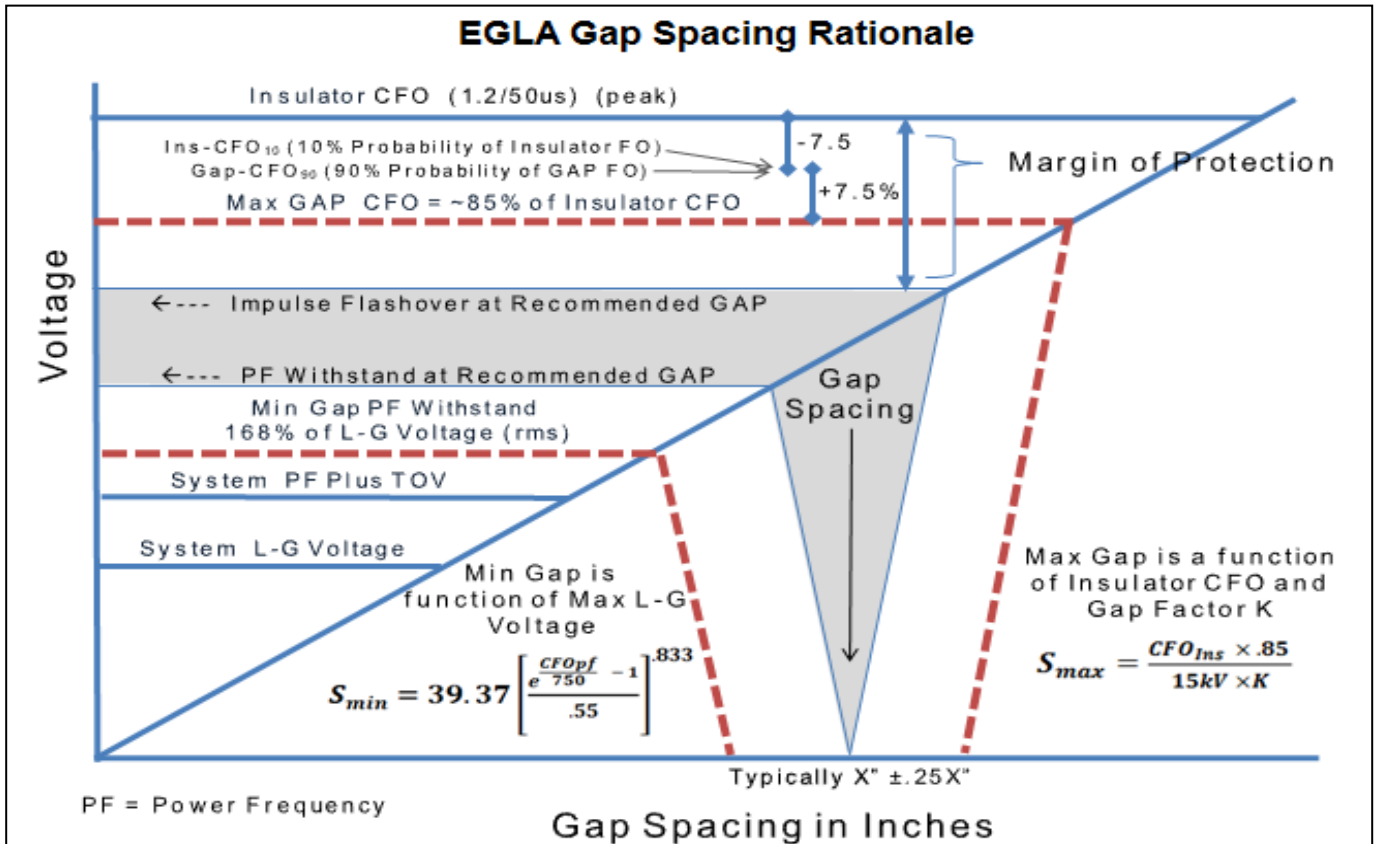 EGLA Gap Spacing Rationale
Insulator CFO (1.2/50us) (peak)
Ins-CFO₁₀ (10% Probability of Insulator FO)
-7.5
Gap-CFO₉₀ (90% Probability of GAP FO)
Margin of Protection
+7.5%
Max GAP CFO = ~85% of Insulator CFO
Voltage
←--- Impulse Flashover at Recommended GAP
←--- PF Withstand at Recommended GAP
Gap
Spacing
Min Gap PF Withstand
168% of L-G Voltage (rms)
System PF Plus TOV
System L-G Voltage
Min Gap is
function of Max L-G
Voltage
S_min = 39.37 [(e^(CFOpf/750) - 1)/.55]^.833
Max Gap is a function
of Insulator CFO and
Gap Factor K
S_max = (CFO_Ins × .85)/(15kV × K)
Typically X" ±.25X"
PF = Power Frequency
Gap Spacing in Inches